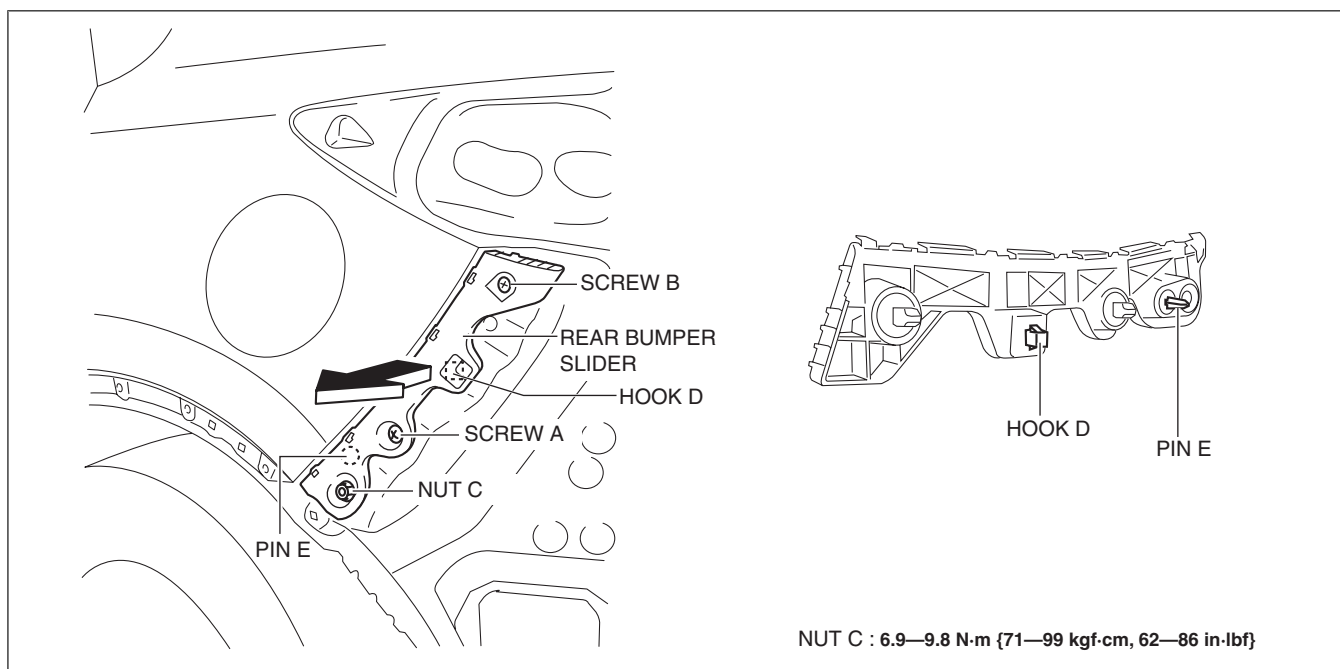 SCREW B
REAR BUMPER
SLIDER
HOOK D
SCREW A
NUT C
PIN E
HOOK D
PIN E
NUT C : 6.9—9.8 N·m {71—99 kgf·cm, 62—86 in·lbf}